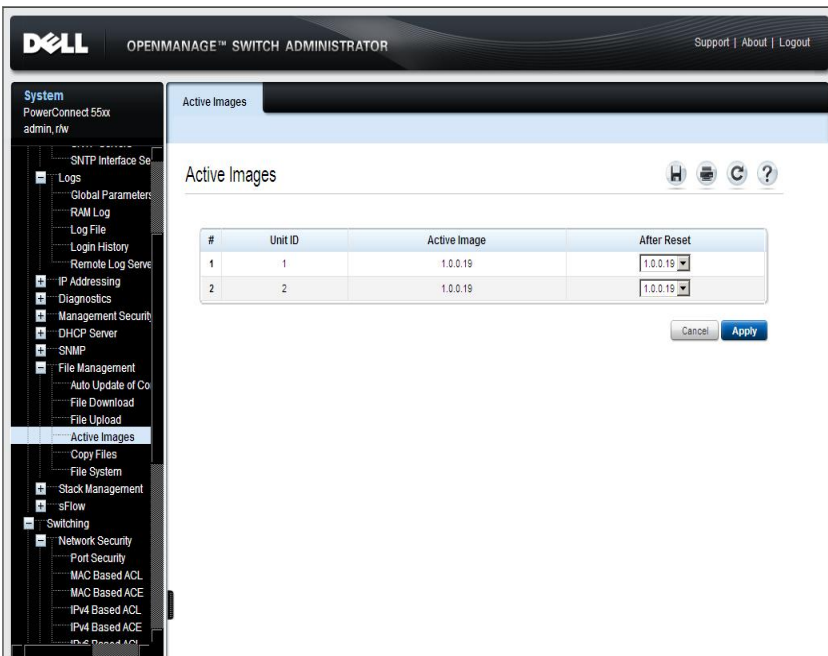 DELL OPENMANAGE™ SWITCH ADMINISTRATOR
Support | About | Logout
System
PowerConnect 55xx
admin, r/w
SNTP Interface Se
Logs
Global Parameters
RAM Log
Log File
Login History
Remote Log Serve
IP Addressing
Diagnostics
Management Security
DHCP Server
SNMP
File Management
Auto Update of Co
File Download
File Upload
Active Images
Copy Files
File System
Stack Management
sFlow
Switching
Network Security
Port Security
MAC Based ACL
MAC Based ACE
IPv4 Based ACL
IPv4 Based ACE
Active Images
Active Images
# Unit ID Active Image After Reset
1 1 1.0.0.19 1.0.0.19
2 2 1.0.0.19 1.0.0.19
Cancel Apply